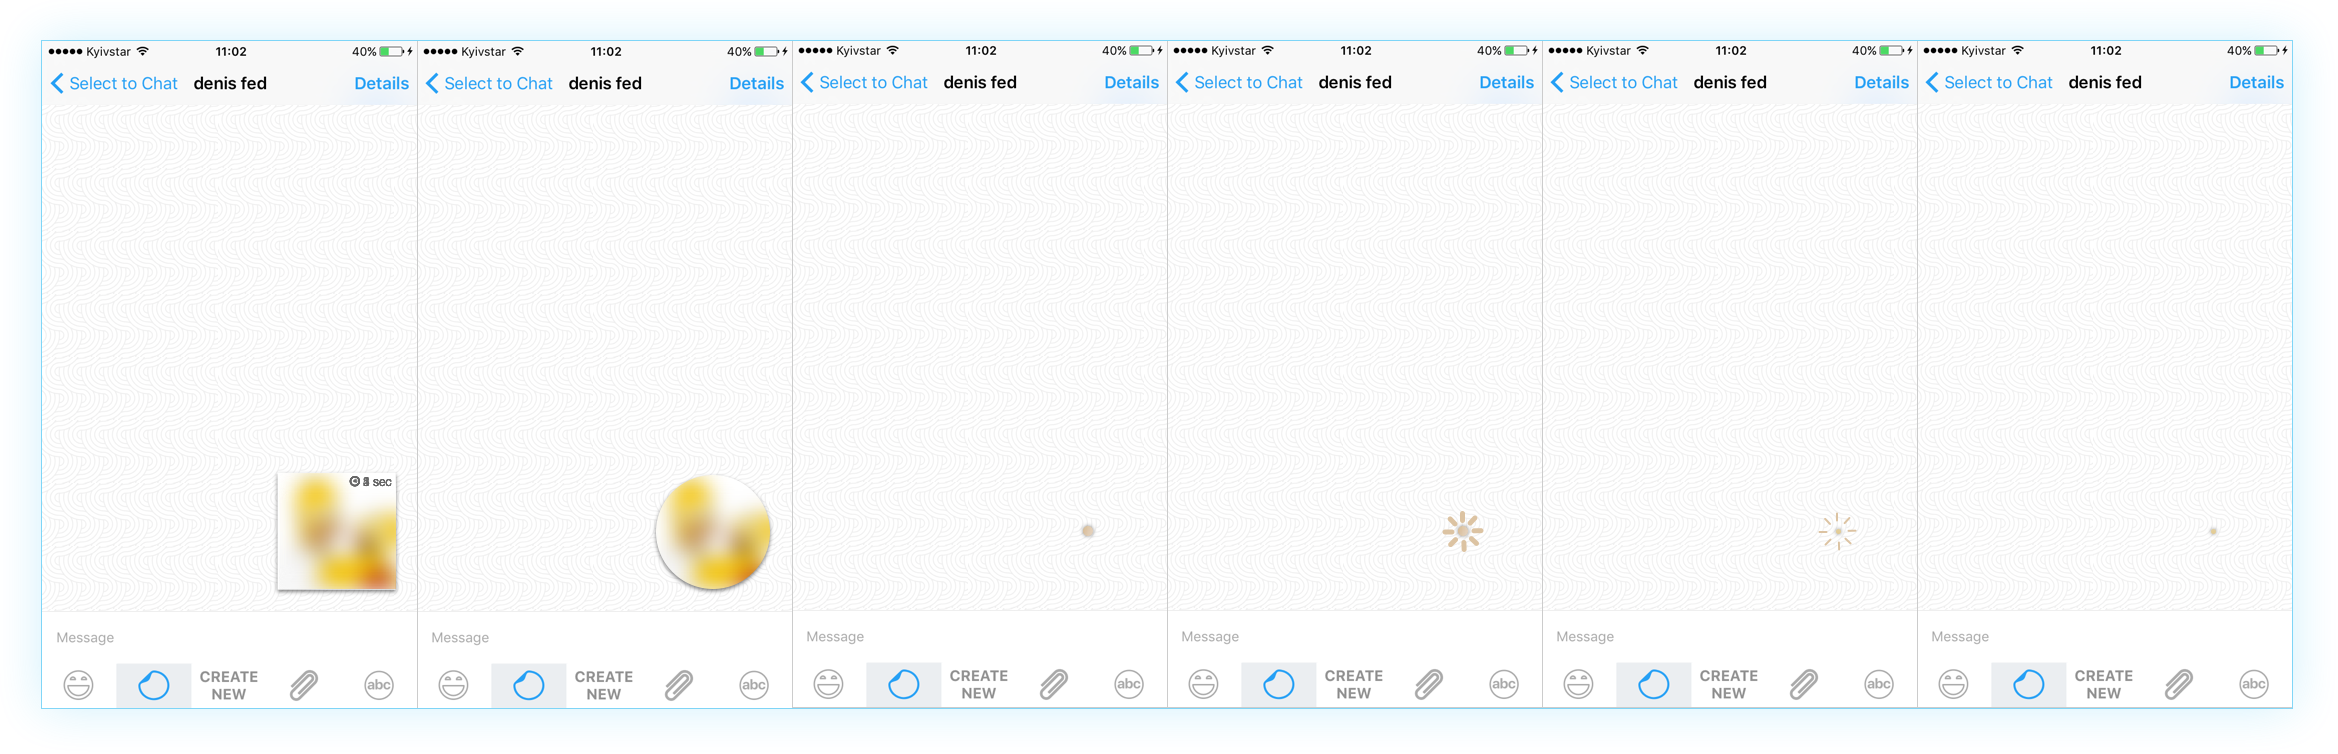 Kyivstar 11:02 40%
Select to Chat denis fed Details
sec
Message
CREATE NEW
abc
Kyivstar 11:02 40%
Select to Chat denis fed Details
Message
CREATE NEW
abc
Kyivstar 11:02 40%
Select to Chat denis fed Details
Message
CREATE NEW
abc
Kyivstar 11:02 40%
Select to Chat denis fed Details
Message
CREATE NEW
abc
Kyivstar 11:02 40%
Select to Chat denis fed Details
Message
CREATE NEW
abc
Kyivstar 11:02 40%
Select to Chat denis fed Details
Message
CREATE NEW
abc